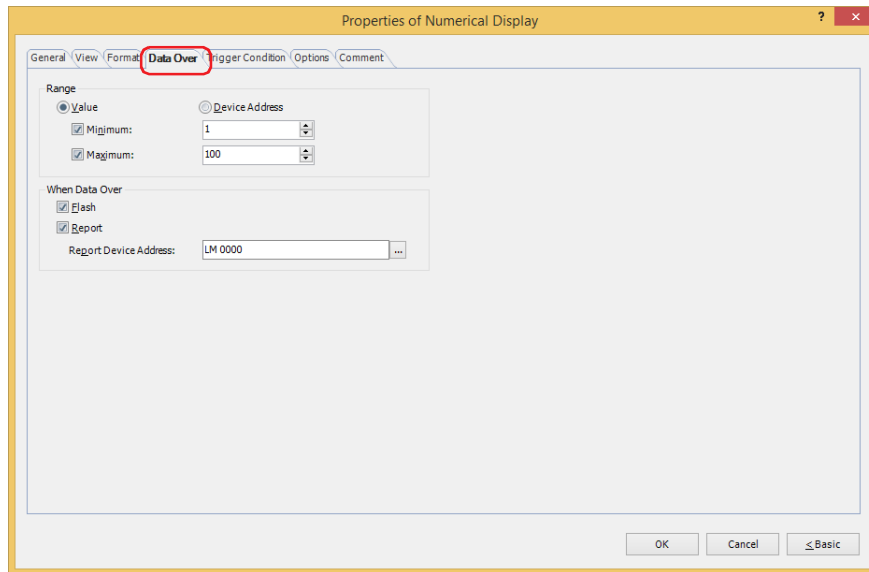 Properties of Numerical Display ? ×
General View Format Data Over Trigger Condition Options Comment
Range
Value Device Address
Minimum: 1
Maximum: 100
When Data Over
Flash
Report
Report Device Address: LM 0000 ...
OK Cancel < Basic